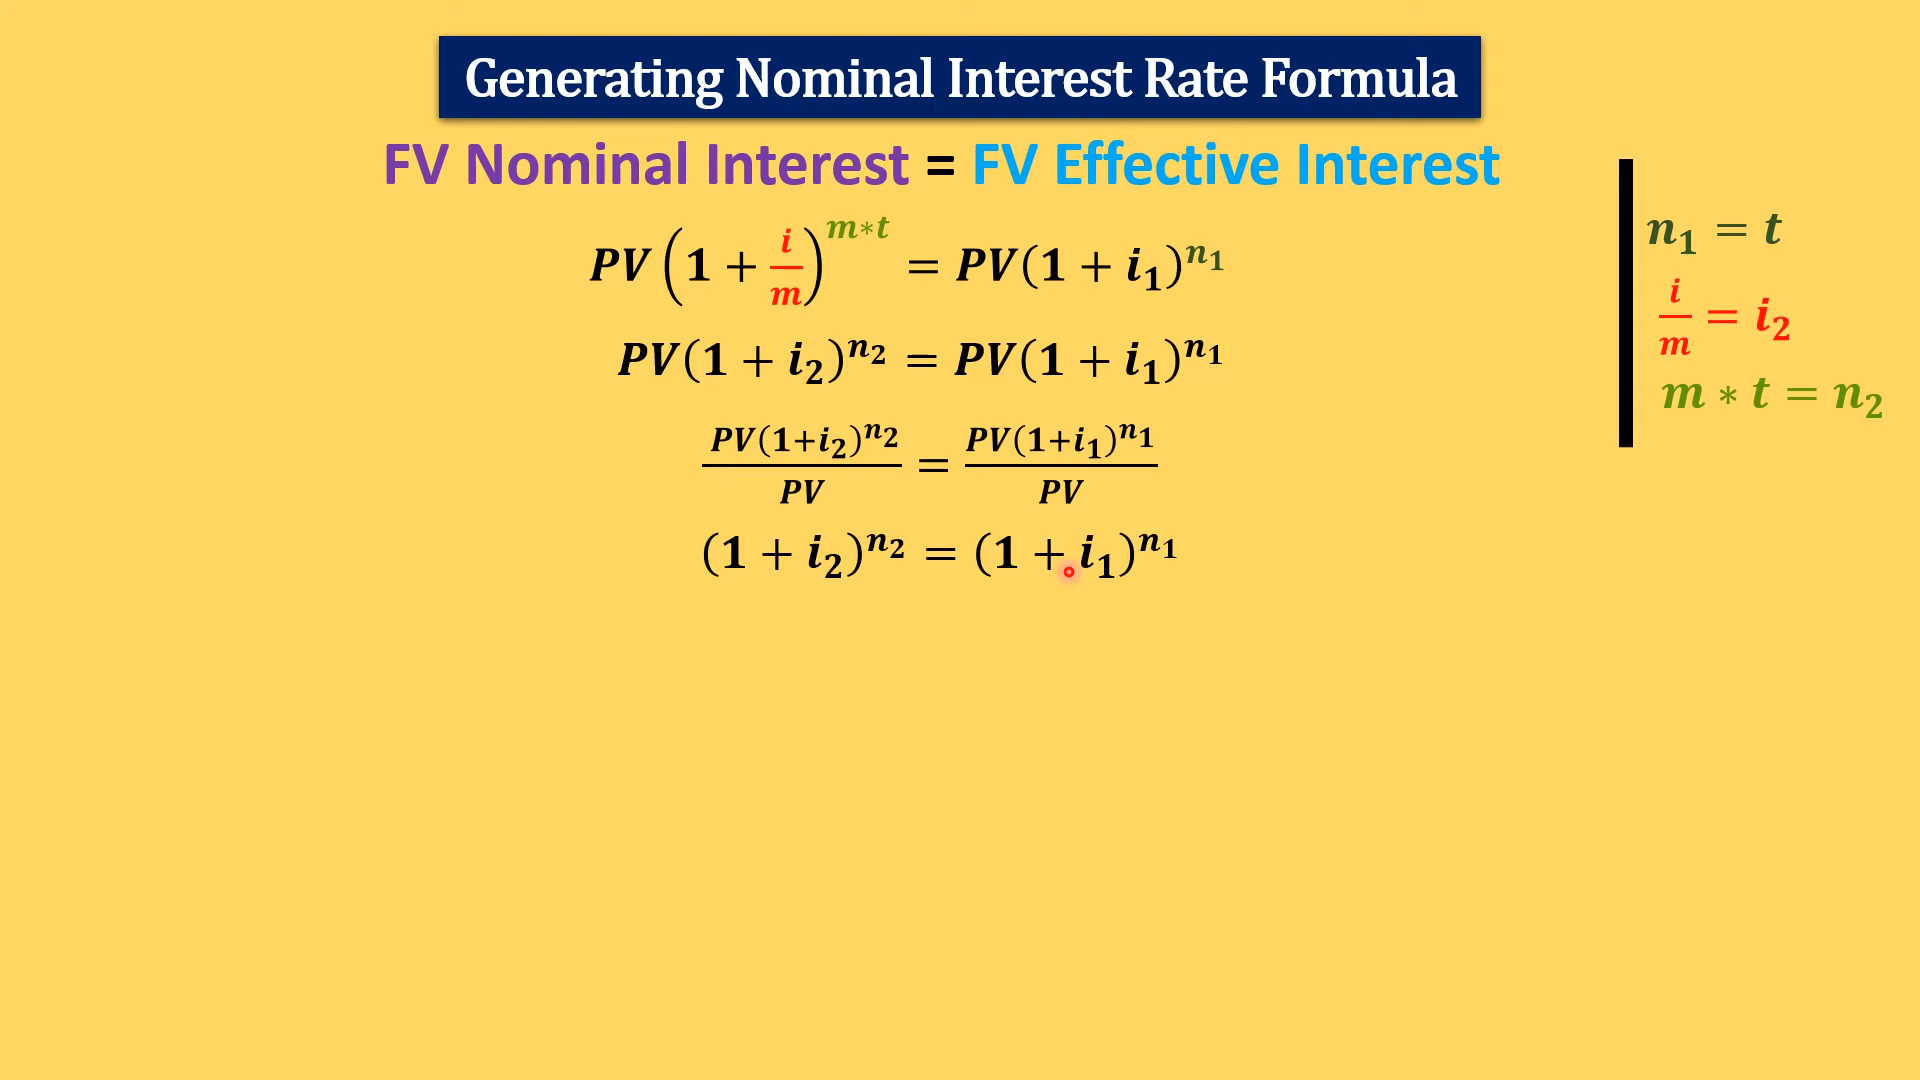 Generating Nominal Interest Rate Formula
FV Nominal Interest = FV Effective Interest
PV(1 + i/m)^{m*t} = PV(1 + i₁)^{n₁}
PV(1 + i₂)^{n₂} = PV(1 + i₁)^{n₁}
PV(1+i₂)^{n₂}/PV = PV(1+i₁)^{n₁}/PV
(1 + i₂)^{n₂} = (1 + i₁)^{n₁}
n₁ = t
i/m = i₂
m * t = n₂